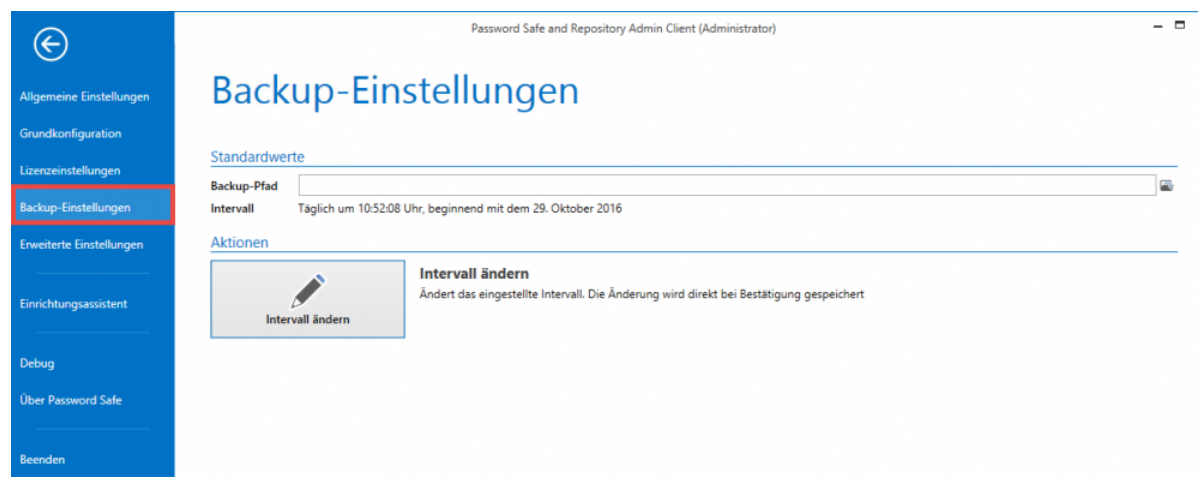 Password Safe and Repository Admin Client (Administrator)
Allgemeine Einstellungen
Grundkonfiguration
Lizenzeinstellungen
Backup-Einstellungen
Erweiterte Einstellungen
Einrichtungsassistent
Debug
Über Password Safe
Beenden
Backup-Einstellungen
Standardwerte
Backup-Pfad
Intervall Täglich um 10:52:08 Uhr, beginnend mit dem 29. Oktober 2016
Aktionen
Intervall ändern
Intervall ändern
Ändert das eingestellte Intervall. Die Änderung wird direkt bei Bestätigung gespeichert